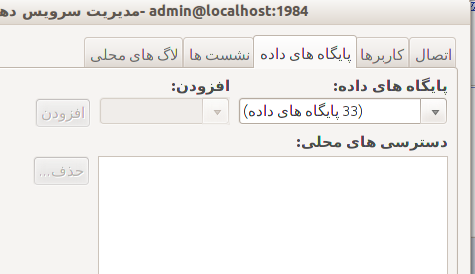 مدیریت سرویس ده- admin@localhost:1984
اتصال کاربرها پایگاه های داده نشست ها لاگ های محلی
پایگاه های داده: افزودن:
(33 پایگاه های داده) افزودن
دسترسی های محلی:
حذف...